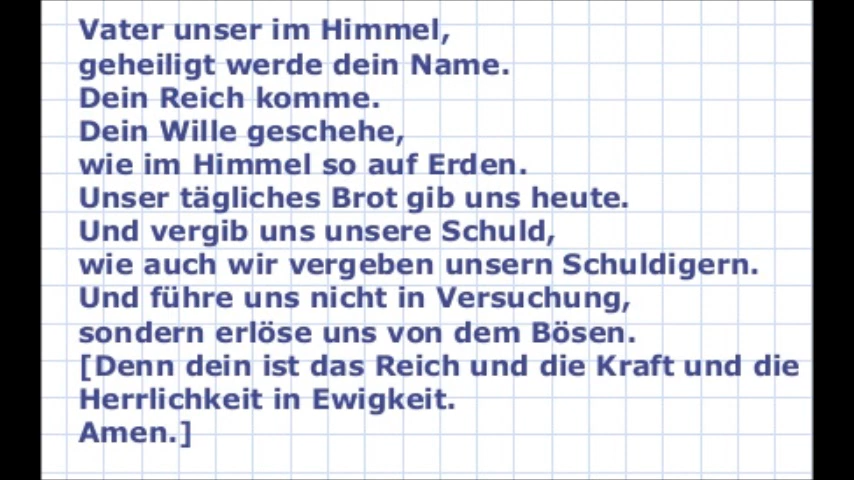 Vater unser im Himmel,
geheiligt werde dein Name.
Dein Reich komme.
Dein Wille geschehe,
wie im Himmel so auf Erden.
Unser tägliches Brot gib uns heute.
Und vergib uns unsere Schuld,
wie auch wir vergeben unsern Schuldigern.
Und führe uns nicht in Versuchung,
sondern erlöse uns von dem Bösen.
[Denn dein ist das Reich und die Kraft und die
Herrlichkeit in Ewigkeit.
Amen.]